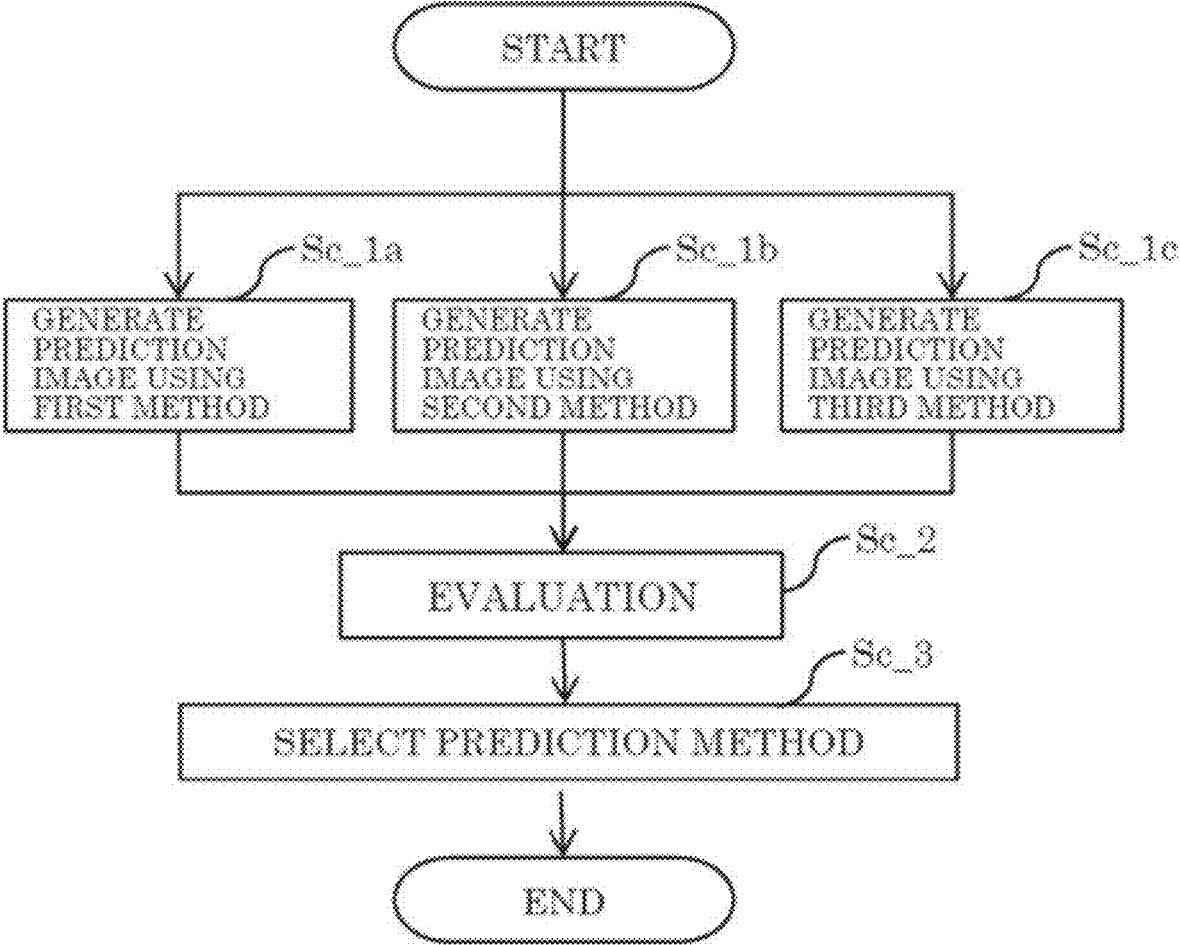 START
Sc_1a
Sc_1b
Sc_1c
GENERATE
PREDICTION
IMAGE USING
FIRST METHOD
GENERATE
PREDICTION
IMAGE USING
SECOND METHOD
GENERATE
PREDICTION
IMAGE USING
THIRD METHOD
Sc_2
EVALUATION
Sc_3
SELECT PREDICTION METHOD
END